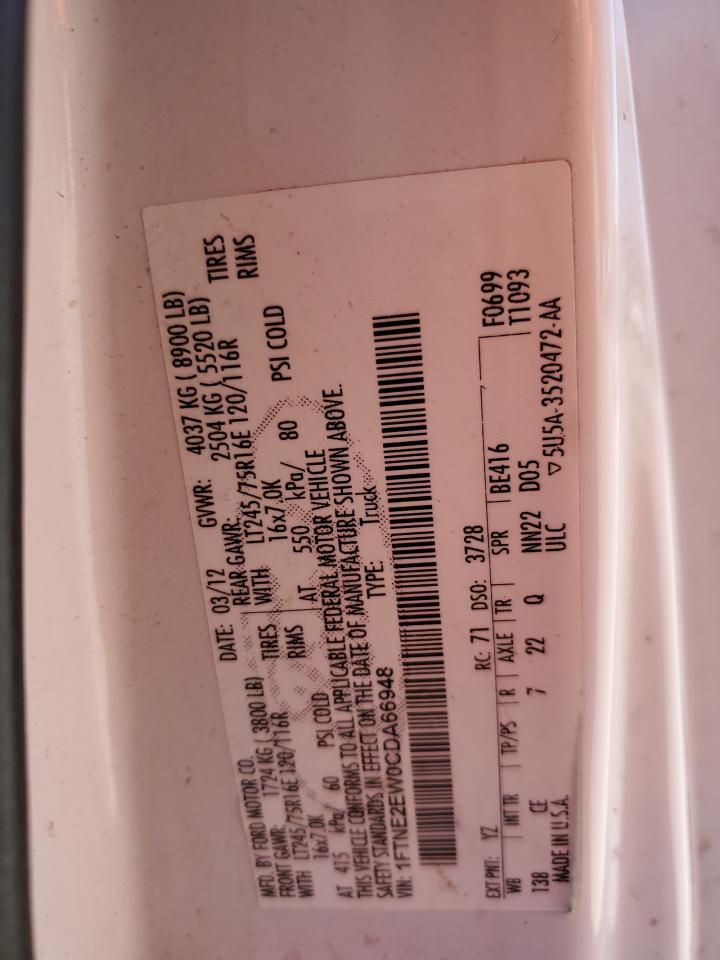 MFD. BY FORD MOTOR CO. DATE: 03/12 GVWR: 4037 KG ( 8900 LB)
FRONT GAWR: 1724 KG ( 3800 LB) REAR GAWR: 2504 KG ( 5520 LB)
WITH LT245/75R16E 120/116R TIRES WITH LT245/75R16E 120/116R TIRES
16x7.0K RIMS 16x7.0K RIMS
AT 415 kPa/ 60 PSI COLD AT 550 kPa/ 80 PSI COLD
THIS VEHICLE CONFORMS TO ALL APPLICABLE FEDERAL MOTOR VEHICLE
SAFETY STANDARDS IN EFFECT ON THE DATE OF MANUFACTURE SHOWN ABOVE.
VIN: 1FTNE2EW0CDA66948 TYPE: Truck
EXT PNT: YZ RC: 71 DSO: 3728 F0699
WB INT TR TP/PS R AXLE TR SPR BE416 T1093
138 CE 7 22 Q NN22 D05
MADE IN U.S.A. ULC ▽5U5A-3520472-AA